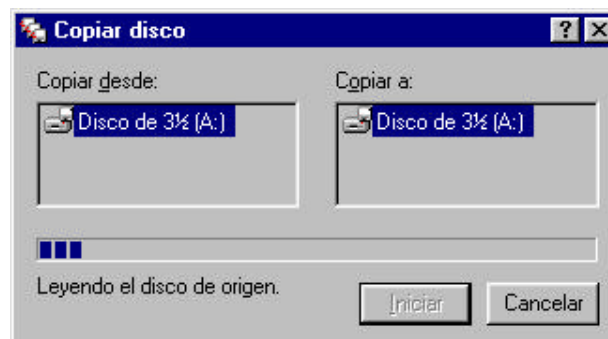 Copiar disco
Copiar desde:
Copiar a:
Disco de 3½ (A:)
Disco de 3½ (A:)
Leyendo el disco de origen.
Iniciar
Cancelar